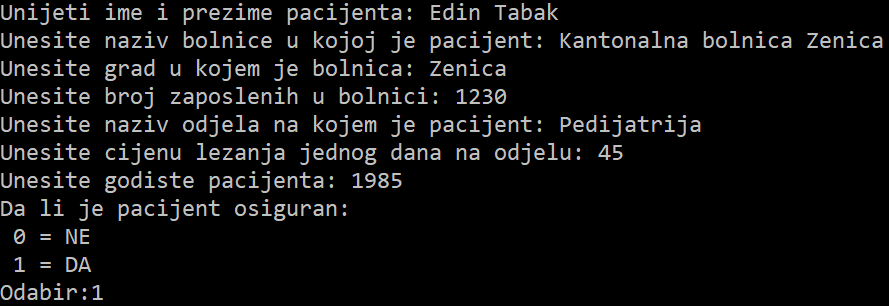 Unijeti ime i prezime pacijenta: Edin Tabak
Unesite naziv bolnice u kojoj je pacijent: Kantonalna bolnica Zenica
Unesite grad u kojem je bolnica: Zenica
Unesite broj zaposlenih u bolnici: 1230
Unesite naziv odjela na kojem je pacijent: Pedijatrija
Unesite cijenu lezanja jednog dana na odjelu: 45
Unesite godiste pacijenta: 1985
Da li je pacijent osiguran:
 0 = NE
 1 = DA
Odabir:1